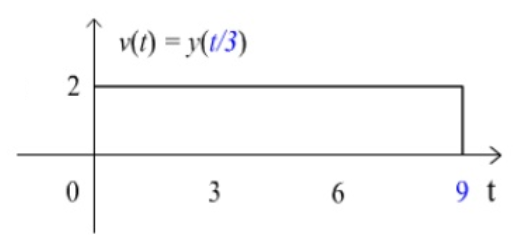 v(t) = y(t/3)
2
0 3 6 9 t